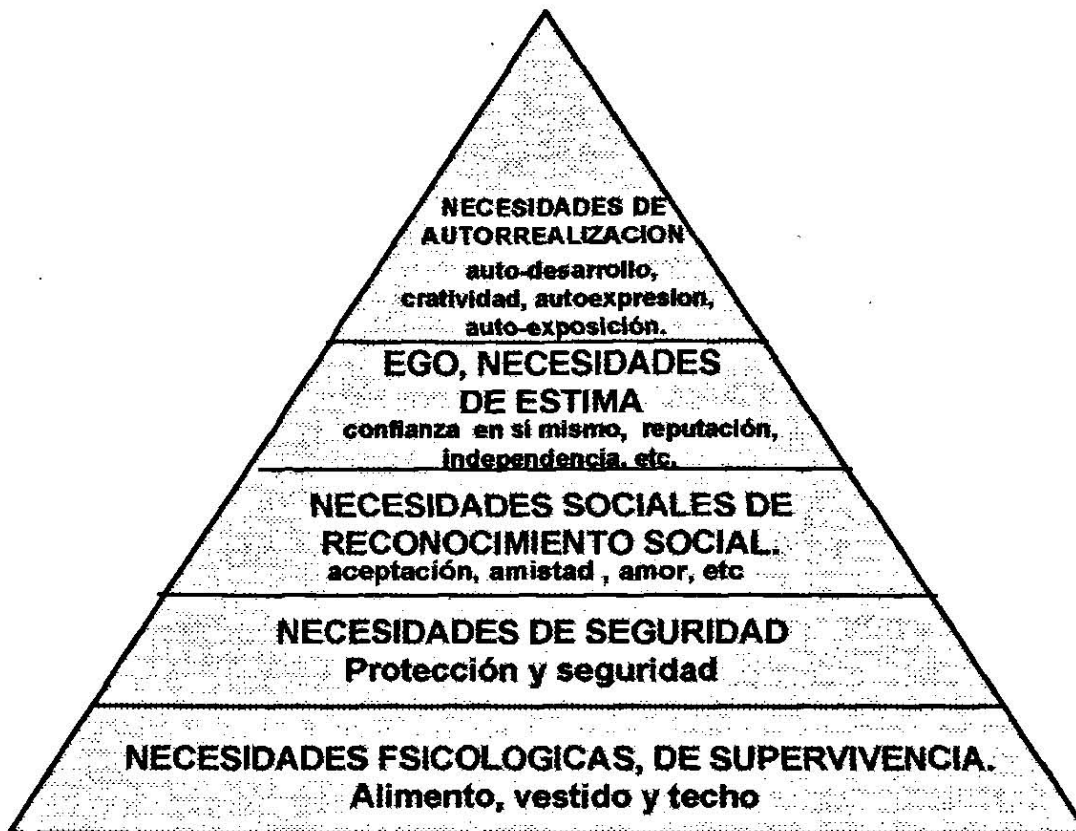 NECESIDADES DE
AUTORREALIZACION
auto-desarrollo,
cratividad, autoexpresion,
auto-exposición.
EGO, NECESIDADES
DE ESTIMA
confianza en sí mismo, reputación,
independencia. etc.
NECESIDADES SOCIALES DE
RECONOCIMIENTO SOCIAL.
aceptación, amistad , amor, etc
NECESIDADES DE SEGURIDAD
Protección y seguridad
NECESIDADES FSICOLOGICAS, DE SUPERVIVENCIA.
Alimento, vestido y techo